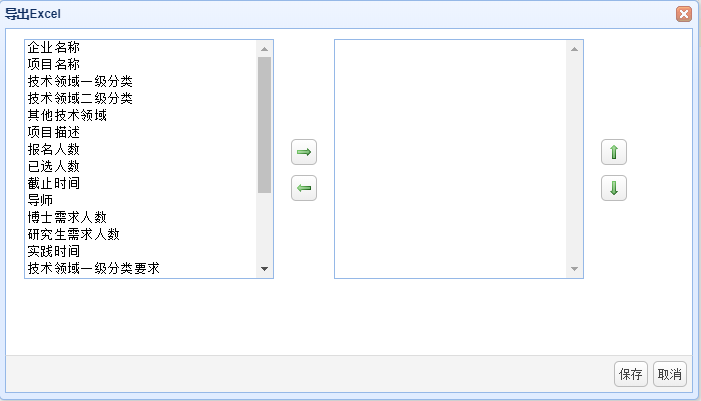 导出Excel
企业名称
项目名称
技术领域一级分类
技术领域二级分类
其他技术领域
项目描述
报名人数
已选人数
截止时间
导师
博士需求人数
研究生需求人数
实践时间
技术领域一级分类要求
保存 取消